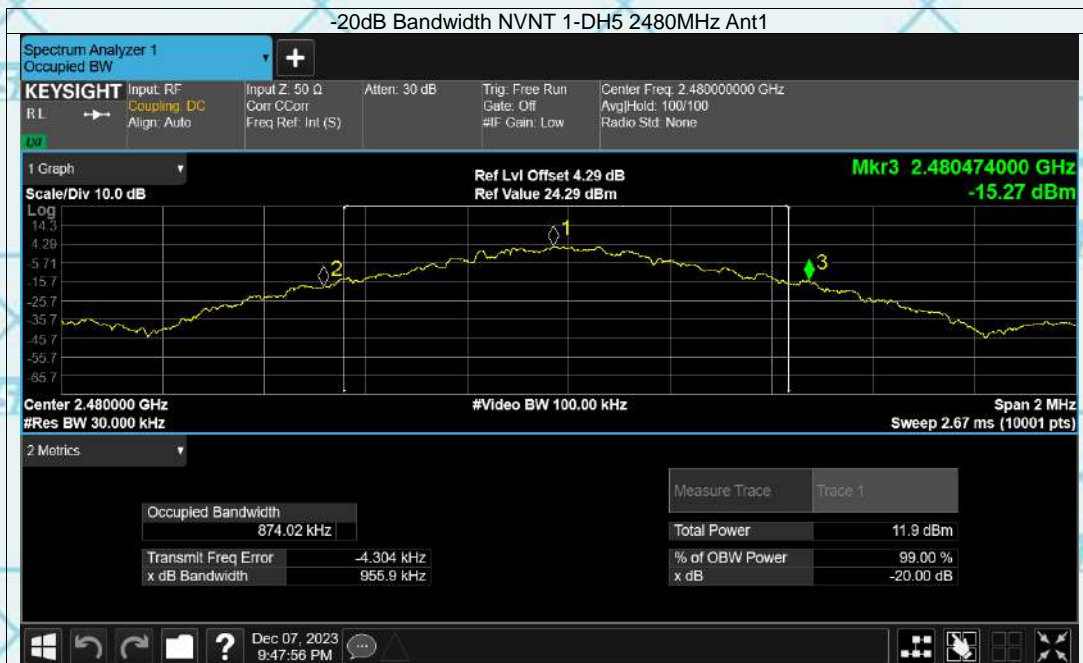 -20dB Bandwidth NVNT 1-DH5 2480MHz Ant1
Spectrum Analyzer 1
Occupied BW
+
KEYSIGHT
R L
LXI
Input: RF
Coupling: DC
Align: Auto
Input Z: 50 Ω
Corr CCorr
Freq Ref: Int (S)
Atten: 30 dB
Trig: Free Run
Gate: Off
#IF Gain: Low
Center Freq: 2.480000000 GHz
Avg|Hold: 100/100
Radio Std: None
1 Graph
Scale/Div 10.0 dB
Ref Lvl Offset 4.29 dB
Ref Value 24.29 dBm
Mkr3 2.480474000 GHz
-15.27 dBm
Log
14.3
4.29
-5.71
-15.7
-25.7
-35.7
-45.7
-55.7
-65.7
1
2
3
Center 2.480000 GHz
#Res BW 30.000 kHz
#Video BW 100.00 kHz
Span 2 MHz
Sweep 2.67 ms (10001 pts)
2 Metrics
Measure Trace Trace 1
Occupied Bandwidth
874.02 kHz
Total Power 11.9 dBm
Transmit Freq Error -4.304 kHz
% of OBW Power 99.00 %
x dB Bandwidth 955.9 kHz
x dB -20.00 dB
?
Dec 07, 2023
9:47:56 PM